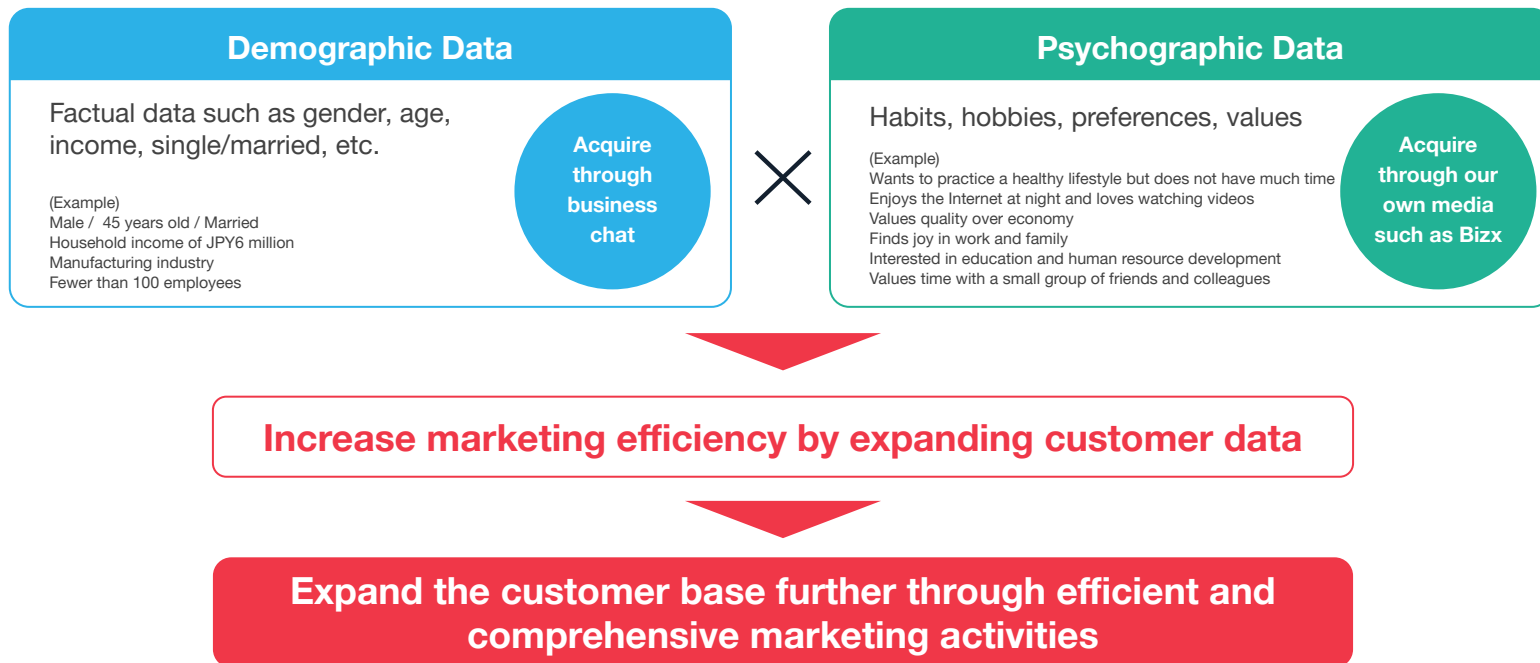 Demographic Data
Factual data such as gender, age,
income, single/married, etc.
(Example)
Male / 45 years old / Married
Household income of JPY6 million
Manufacturing industry
Fewer than 100 employees
Acquire
through
business
chat
Psychographic Data
Habits, hobbies, preferences, values
(Example)
Wants to practice a healthy lifestyle but does not have much time
Enjoys the Internet at night and loves watching videos
Values quality over economy
Finds joy in work and family
Interested in education and human resource development
Values time with a small group of friends and colleagues
Acquire
through our
own media
such as Bizx
Increase marketing efficiency by expanding customer data
Expand the customer base further through efficient and
comprehensive marketing activities